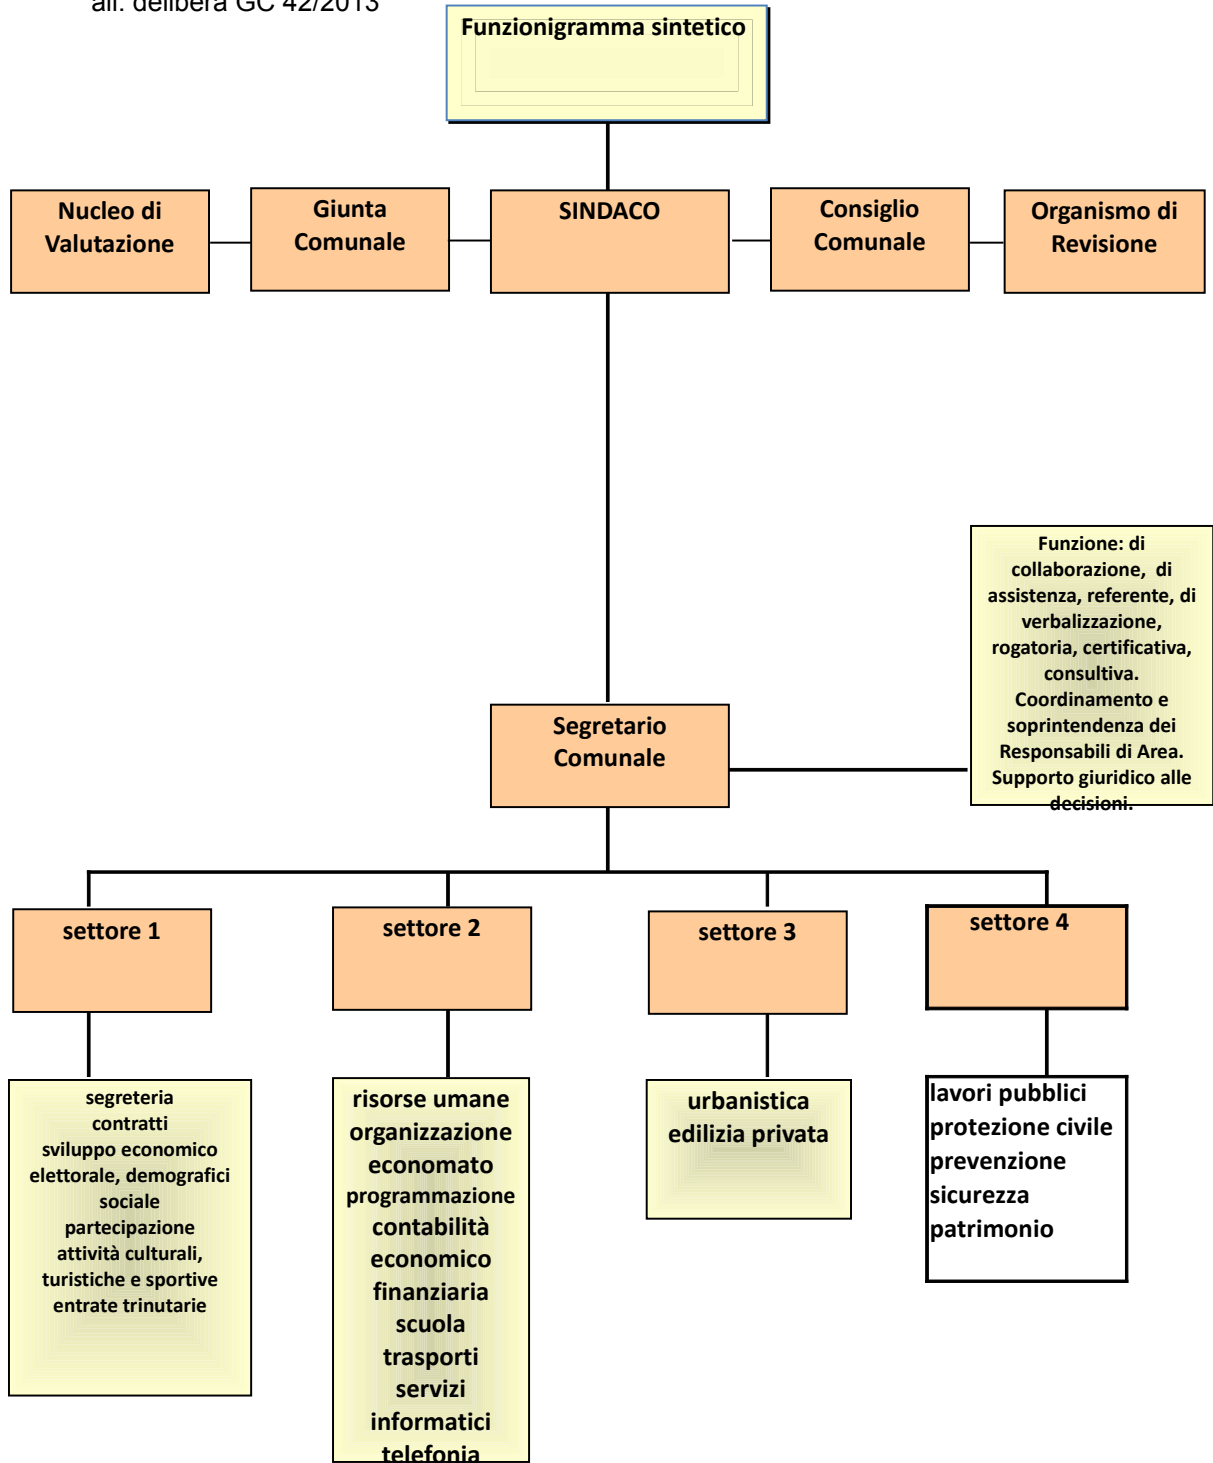 all. delibera GC 42/2013
Funzionigramma sintetico
Nucleo di
Valutazione
Giunta
Comunale
SINDACO
Consiglio
Comunale
Organismo di
Revisione
Funzione: di
collaborazione, di
assistenza, referente, di
verbalizzazione,
rogatoria, certificativa,
consultiva.
Coordinamento e
soprintendenza dei
Responsabili di Area.
Supporto giuridico alle
decisioni.
Segretario
Comunale
settore 1
settore 2
settore 3
settore 4
segreteria
contratti
sviluppo economico
elettorale, demografici
sociale
partecipazione
attività culturali,
turistiche e sportive
entrate trinutarie
risorse umane
organizzazione
economato
programmazione
contabilità
economico
finanziaria
scuola
trasporti
servizi
informatici
telefonia
urbanistica
edilizia privata
lavori pubblici
protezione civile
prevenzione
sicurezza
patrimonio